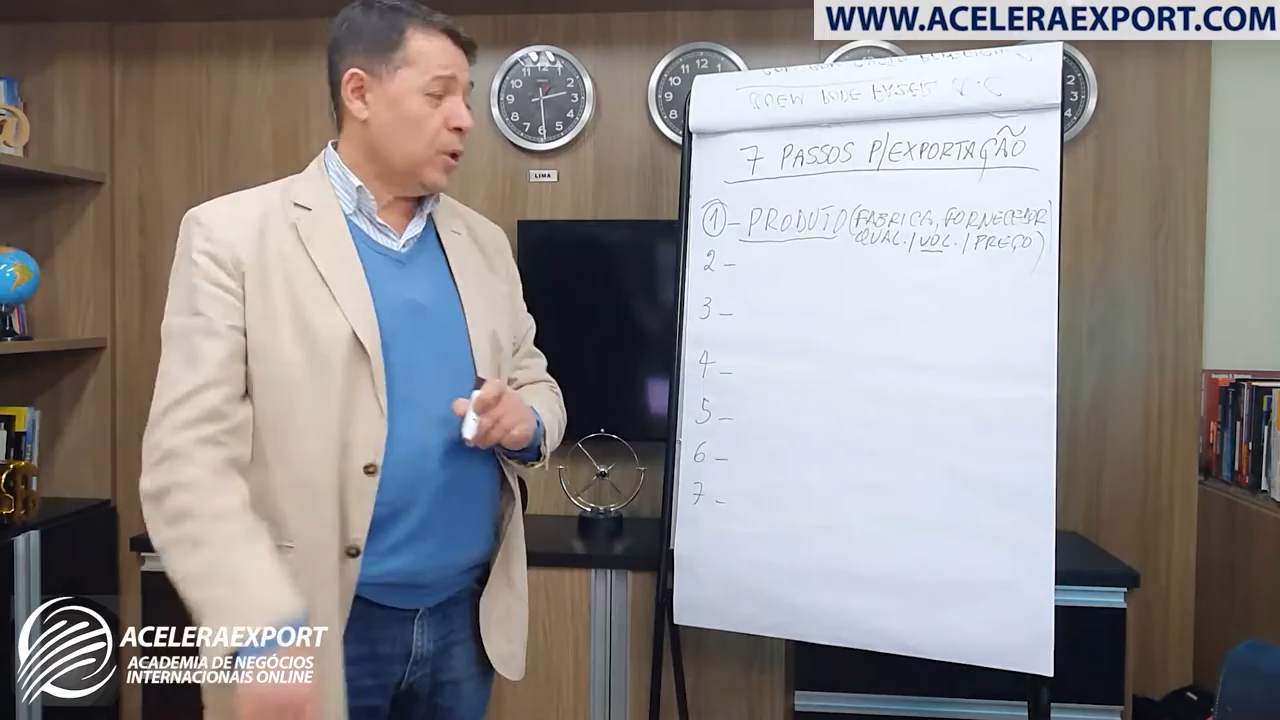 WWW.ACELERAEXPORT.COM
LIMA
7 PASSOS P/EXPORTAÇÃO
1 - PRODUTO (FABRICA, FORNECEDOR
QUAL. / VOL. / PREÇO)
2 -
3 -
4 -
5 -
6 -
7 -
ACELERAEXPORT
ACADEMIA DE NEGÓCIOS
INTERNACIONAIS ONLINE